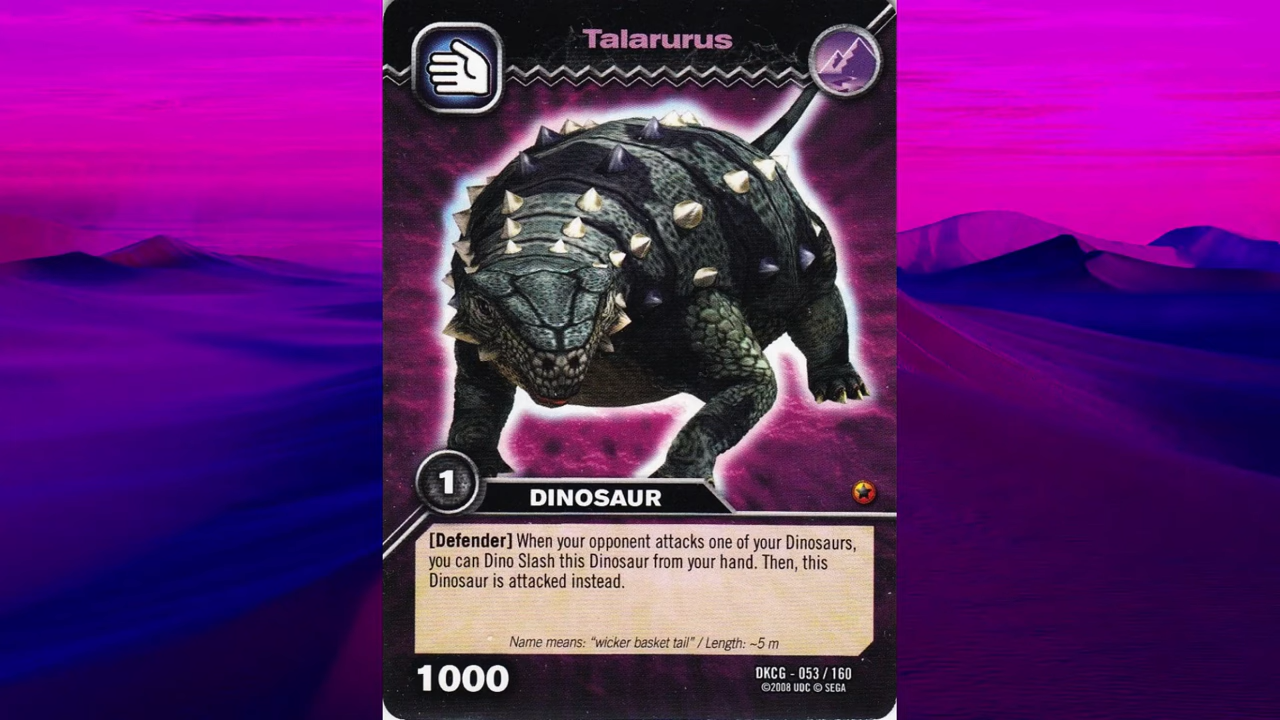 Talarurus
1
DINOSAUR
[Defender] When your opponent attacks one of your Dinosaurs,
you can Dino Slash this Dinosaur from your hand. Then, this
Dinosaur is attacked instead.
Name means: “wicker basket tail” / Length: ~5 m
1000
DKCG - 053 / 160
©2008 UDC © SEGA